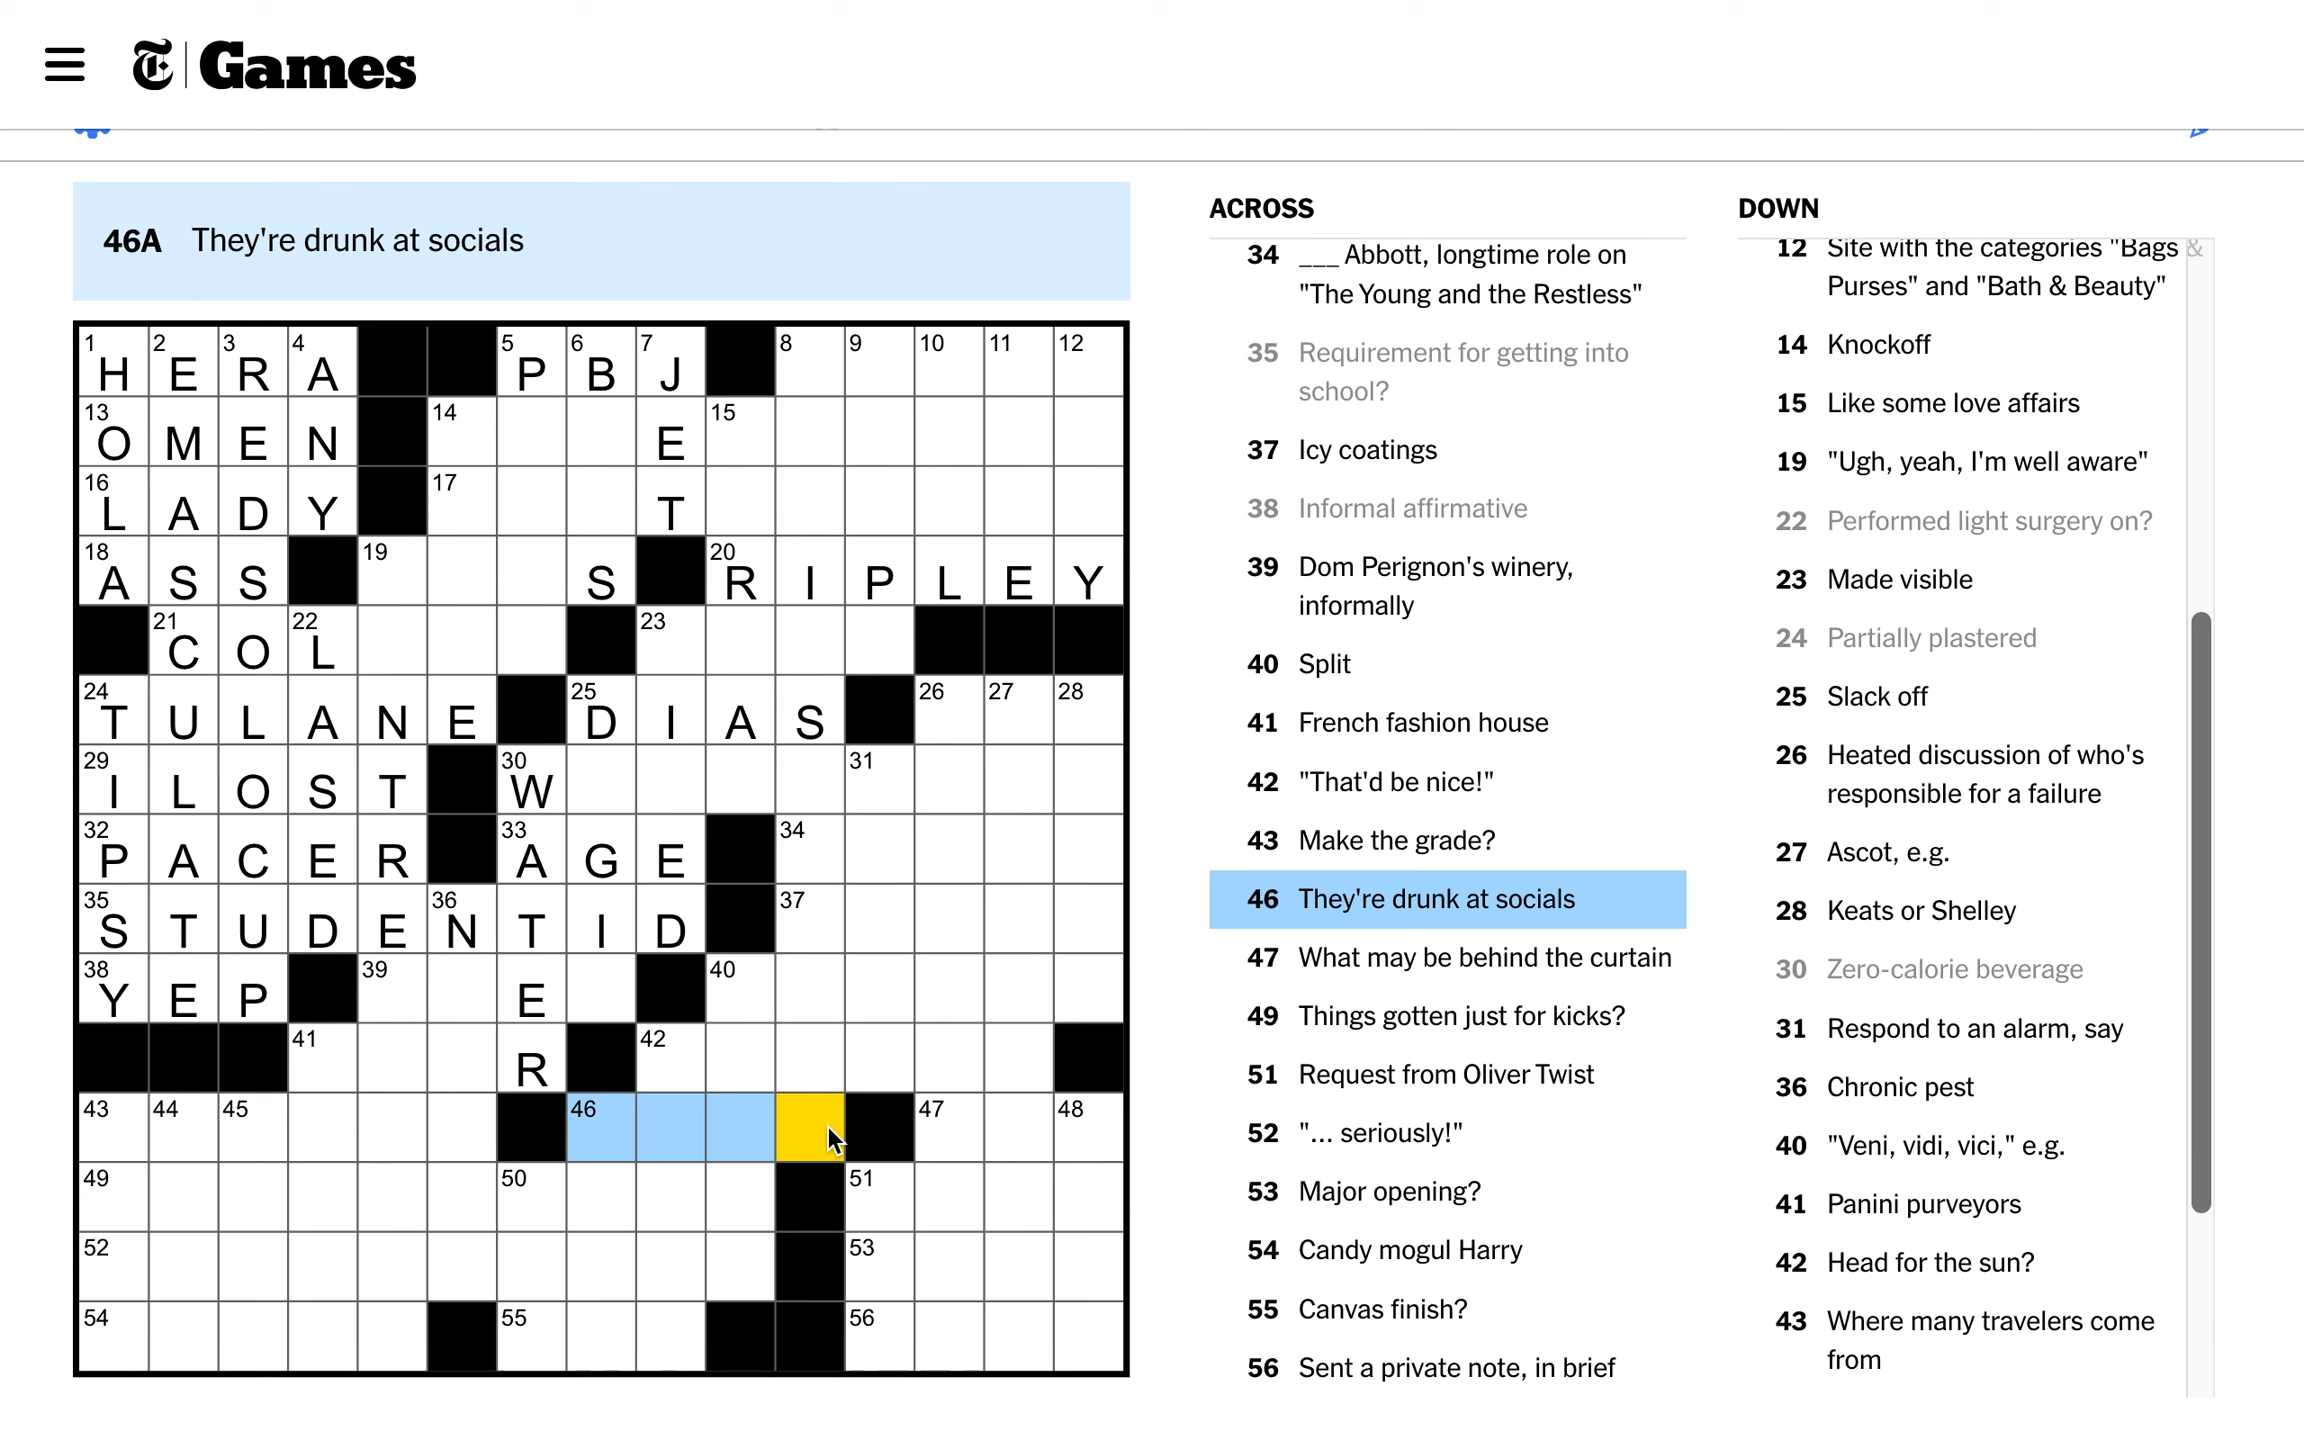 T Games
46A They're drunk at socials
ACROSS
34 ___ Abbott, longtime role on
"The Young and the Restless"
35 Requirement for getting into
school?
37 Icy coatings
38 Informal affirmative
39 Dom Perignon's winery,
informally
40 Split
41 French fashion house
42 "That'd be nice!"
43 Make the grade?
46 They're drunk at socials
47 What may be behind the curtain
49 Things gotten just for kicks?
51 Request from Oliver Twist
52 "... seriously!"
53 Major opening?
54 Candy mogul Harry
55 Canvas finish?
56 Sent a private note, in brief
DOWN
12 Site with the categories "Bags &
Purses" and "Bath & Beauty"
14 Knockoff
15 Like some love affairs
19 "Ugh, yeah, I'm well aware"
22 Performed light surgery on?
23 Made visible
24 Partially plastered
25 Slack off
26 Heated discussion of who's
responsible for a failure
27 Ascot, e.g.
28 Keats or Shelley
30 Zero-calorie beverage
31 Respond to an alarm, say
36 Chronic pest
40 "Veni, vidi, vici," e.g.
41 Panini purveyors
42 Head for the sun?
43 Where many travelers come
from
1 2 3 4 5 6 7 8 9 10 11 12
H E R A P B J
13 14 15
O M E N E
16 17
L A D Y T
18 19 20
A S S S R I P L E Y
21 22 23
C O L
24 25 26 27 28
T U L A N E D I A S
29 30 31
I L O S T W
32 33 34
P A C E R A G E
35 36 37
S T U D E N T I D
38 39 40
Y E P E
41 42
R
43 44 45 46 47 48
49 50 51
52 53
54 55 56